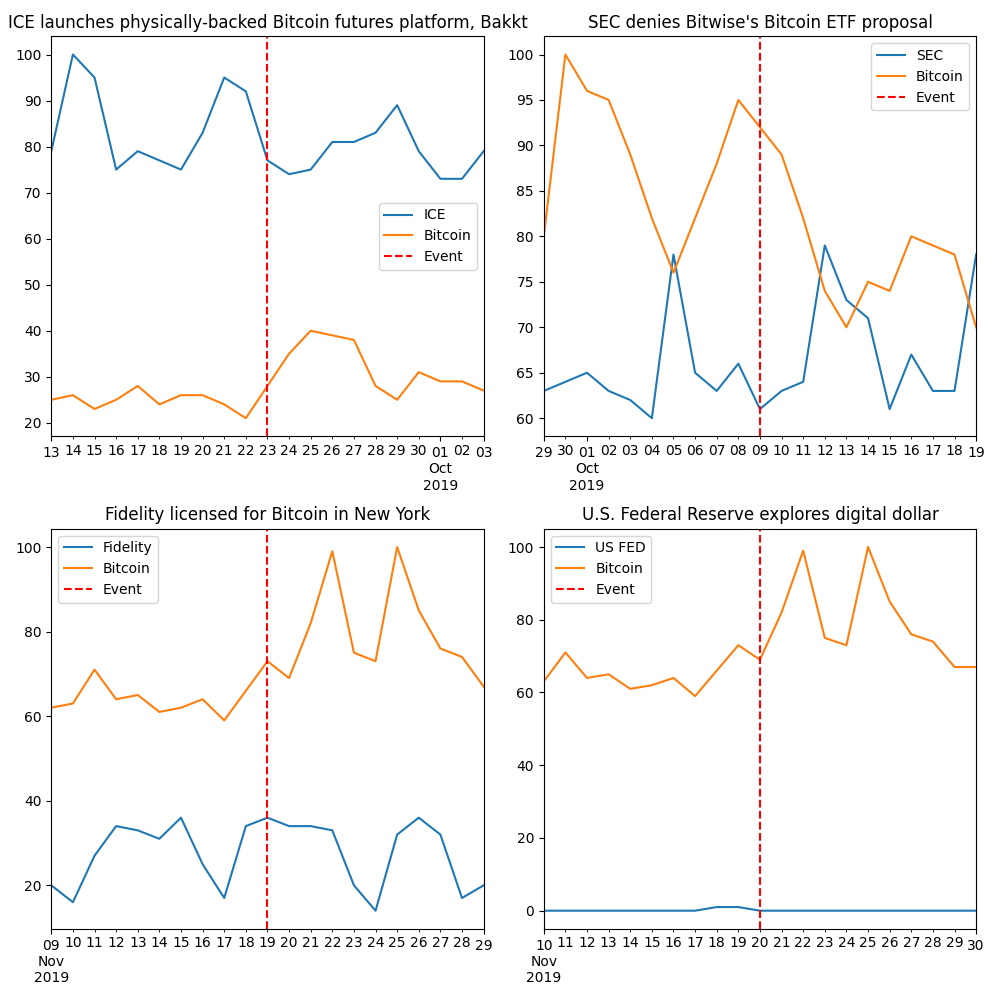 ICE launches physically-backed Bitcoin futures platform, Bakkt
100
90
80
70
60
50
40
30
20
ICE
Bitcoin
Event
13 14 15 16 17 18 19 20 21 22 23 24 25 26 27 28 29 30 01 02 03
Oct
2019
SEC denies Bitwise's Bitcoin ETF proposal
100
95
90
85
80
75
70
65
60
SEC
Bitcoin
Event
29 30 01 02 03 04 05 06 07 08 09 10 11 12 13 14 15 16 17 18 19
Oct
2019
Fidelity licensed for Bitcoin in New York
100
80
60
40
20
Fidelity
Bitcoin
Event
09 10 11 12 13 14 15 16 17 18 19 20 21 22 23 24 25 26 27 28 29
Nov
2019
U.S. Federal Reserve explores digital dollar
100
80
60
40
20
0
US FED
Bitcoin
Event
10 11 12 13 14 15 16 17 18 19 20 21 22 23 24 25 26 27 28 29 30
Nov
2019